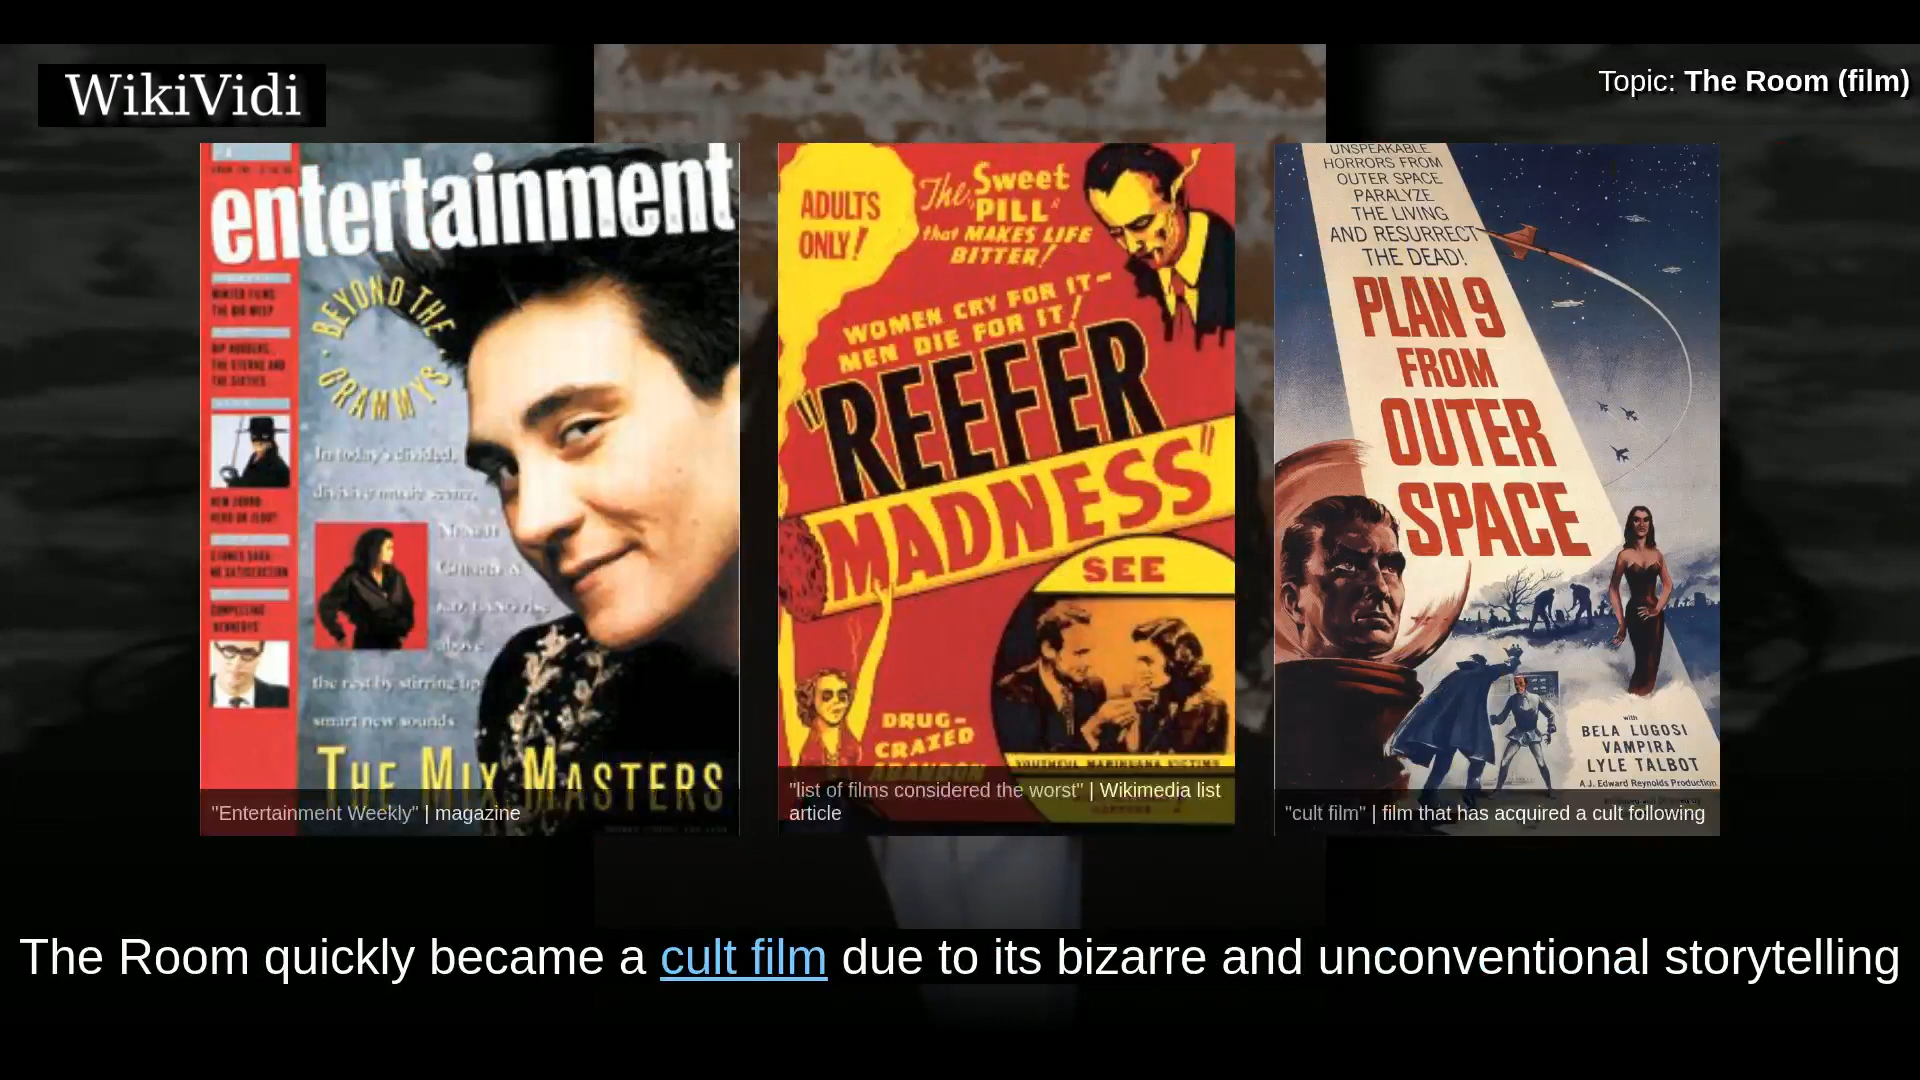 WikiVidi
Topic: The Room (film)
entertainment
BEYOND THE
GRAMMYS
In today's divided,
divisive music scene,
above
the rest by stirring up
smart new sounds
THE MIX MASTERS
"Entertainment Weekly" | magazine
ADULTS
ONLY!
The Sweet
"PILL"
that MAKES LIFE
BITTER!
WOMEN CRY FOR IT-
MEN DIE FOR IT!
"REEFER
MADNESS"
SEE
DRUG-
CRAZED
ABANDON
YOUTHFUL MARIHUANA VICTIMS
"list of films considered the worst" | Wikimedia list
article
UNSPEAKABLE
HORRORS FROM
OUTER SPACE
PARALYZE
THE LIVING
AND RESURRECT
THE DEAD!
PLAN 9
FROM
OUTER
SPACE
with
BELA LUGOSI
VAMPIRA
LYLE TALBOT
A J. Edward Reynolds Production
"cult film" | film that has acquired a cult following
The Room quickly became a cult film due to its bizarre and unconventional storytelling